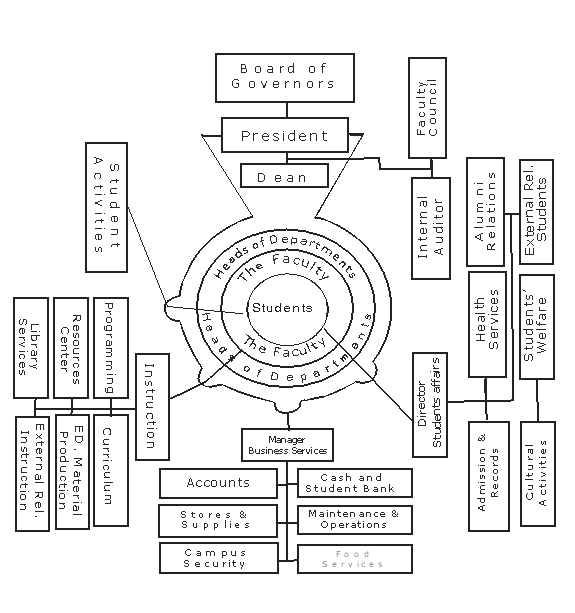 Board of
Governors
Faculty
Council
President
Dean
Student
Activities
Internal
Auditor
Alumni
Relations
External Rel.
Students
Heads of Departments
The Faculty
Students
The Faculty
Heads of Departments
Health
Services
Students'
Welfare
Library
Services
Resources
Center
Programming
Instruction
Director
Students affairs
External Rel.
Instruction
ED. Material
Production
Curriculum
Admission &
Records
Cultural
Activities
Manager
Business Services
Accounts
Cash and
Student Bank
Stores &
Supplies
Maintenance &
Operations
Campus
Security
Food
Services